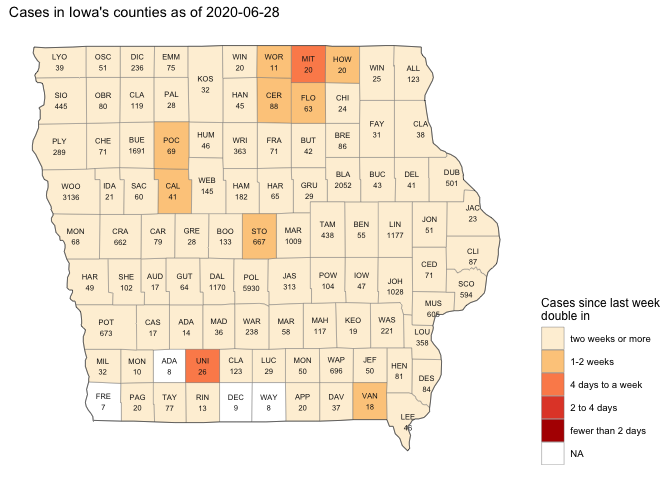 Cases in Iowa's counties as of 2020-06-28
LYO OSC DIC EMM WIN WOR MIT HOW
39 51 236 75 20 11 20 20
KOS WIN ALL
32 25 123
SIO OBR CLA PAL HAN CER FLO CHI
445 80 119 28 45 88 63 24
FAY CLA
31 38
PLY CHE BUE POC HUM WRI FRA BUT BRE
289 71 1691 69 46 363 71 42 86
WOO IDA SAC CAL WEB HAM HAR GRU BLA BUC DEL DUB
3136 21 60 41 145 182 65 29 2052 43 41 501
JAC
23
MON CRA CAR GRE BOO STO MAR TAM BEN LIN JON
68 662 79 28 133 667 1009 438 55 1177 51
CLI
87
HAR SHE AUD GUT DAL POL JAS POW IOW JOH CED
49 102 17 64 1170 5930 313 104 47 1028 71
SCO
594
MUS
605
POT CAS ADA MAD WAR MAR MAH KEO WAS LOU
673 17 14 36 238 58 117 19 221 358
MIL MON ADA UNI CLA LUC MON WAP JEF HEN DES
32 10 8 26 123 29 50 696 50 81 84
FRE PAG TAY RIN DEC WAY APP DAV VAN LEE
7 20 77 13 9 8 20 37 18
Cases since last week
double in
two weeks or more
1-2 weeks
4 days to a week
2 to 4 days
fewer than 2 days
NA